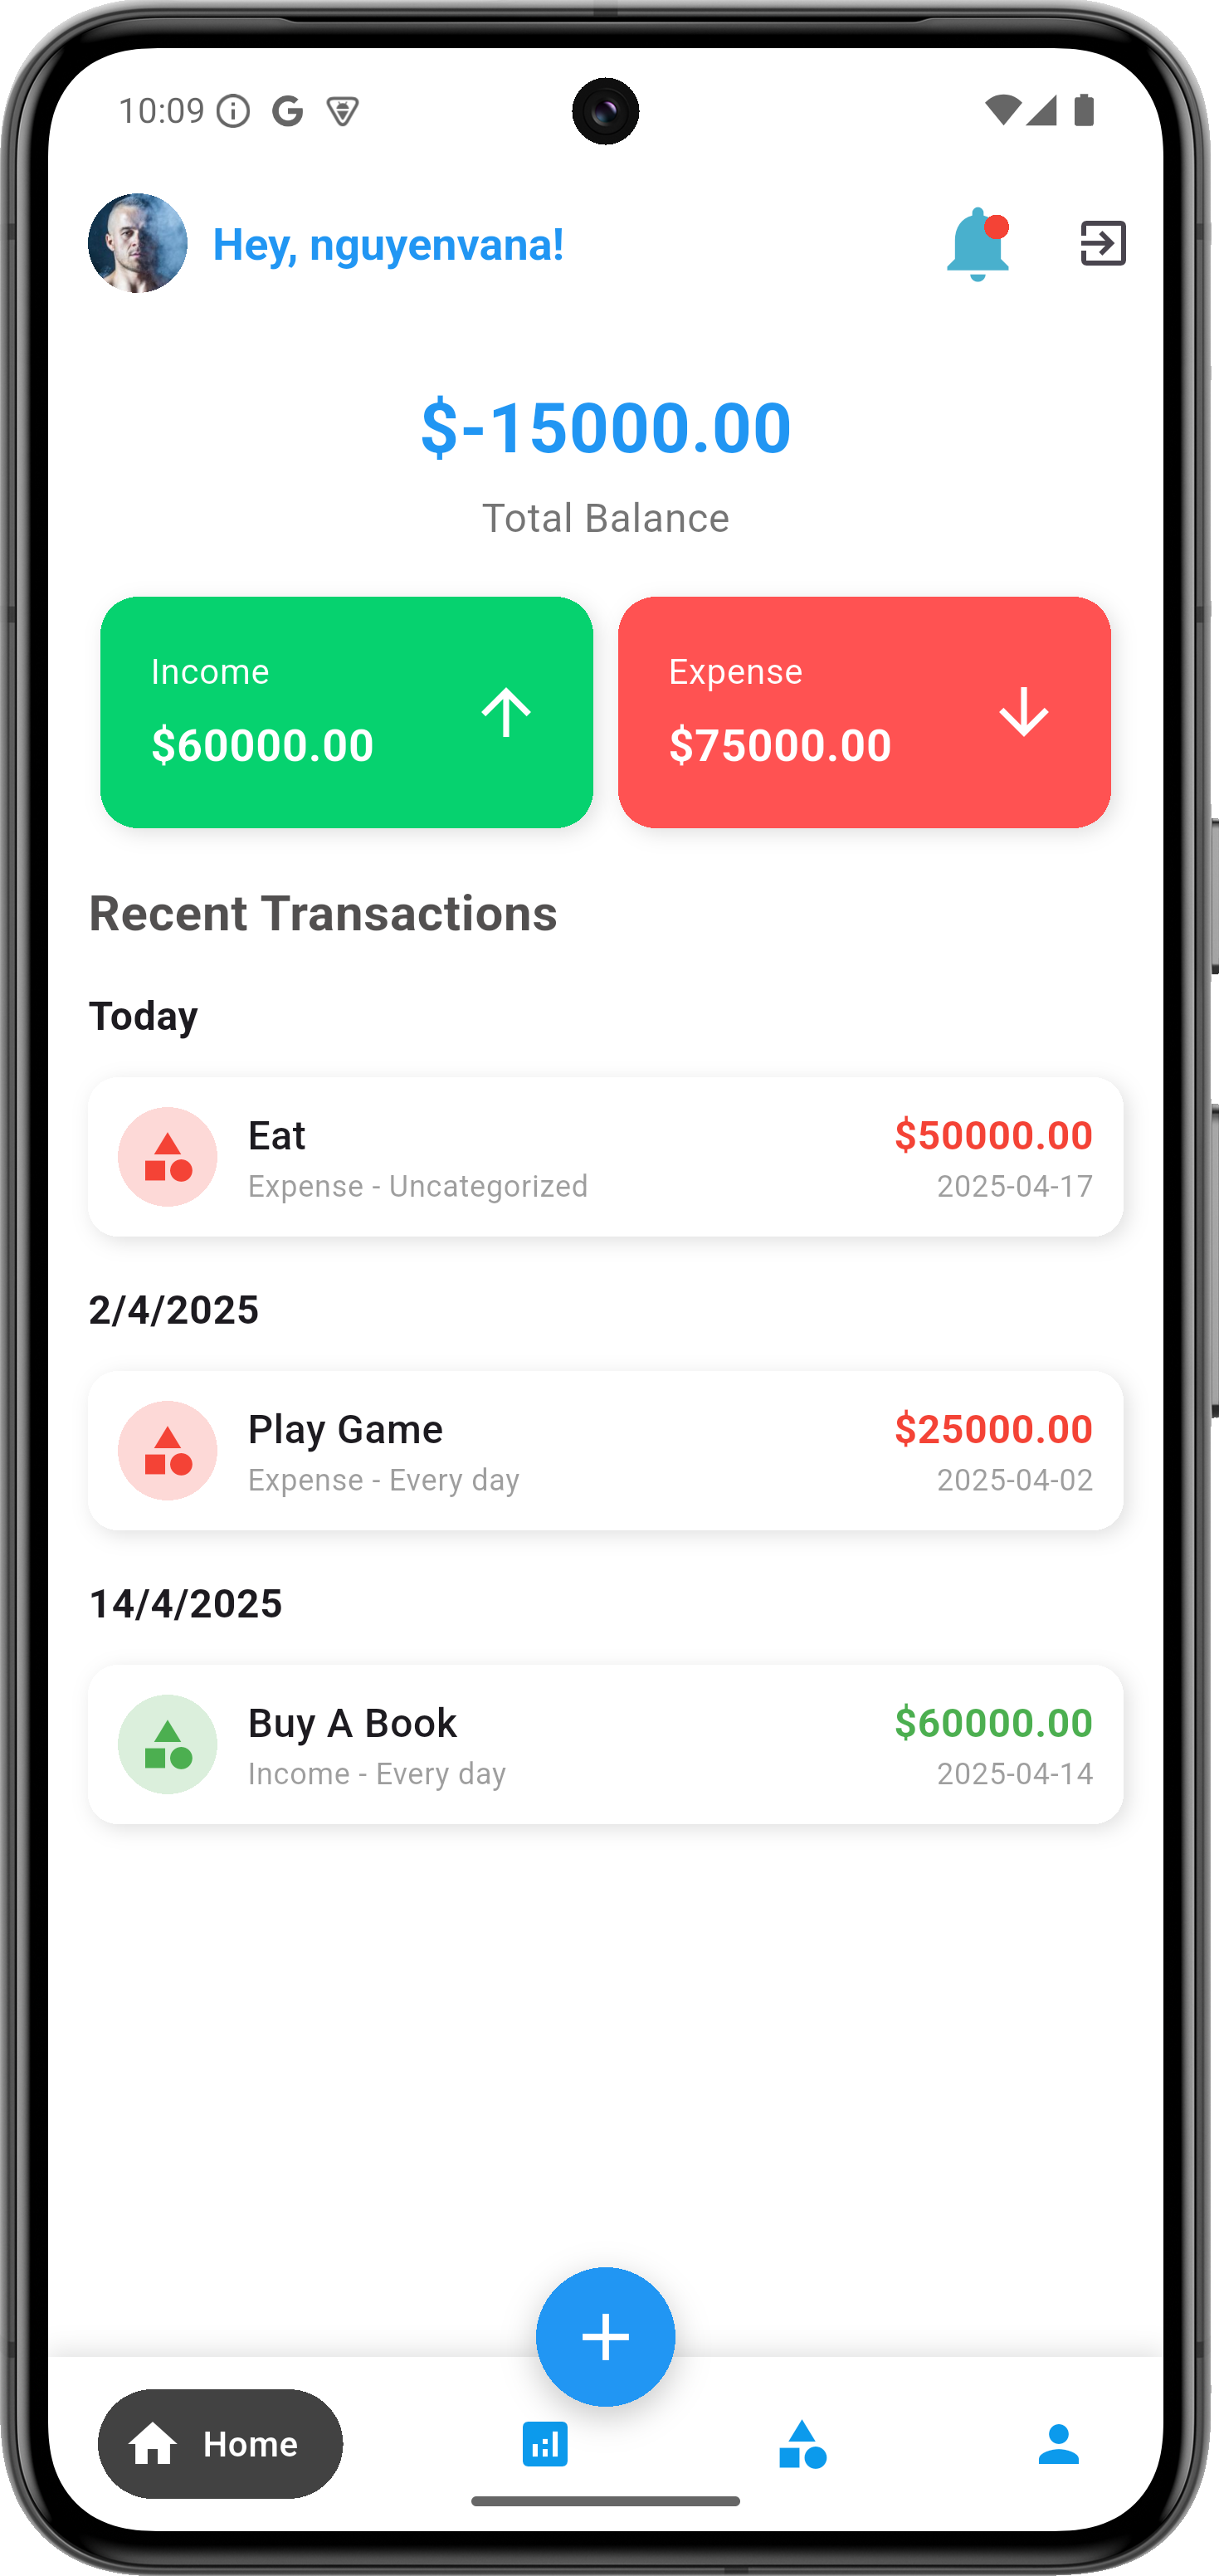 10:09
Hey, nguyenvana!
$-15000.00
Total Balance
Income
$60000.00
Expense
$75000.00
Recent Transactions
Today
Eat
$50000.00
Expense - Uncategorized
2025-04-17
2/4/2025
Play Game
$25000.00
Expense - Every day
2025-04-02
14/4/2025
Buy A Book
$60000.00
Income - Every day
2025-04-14
Home